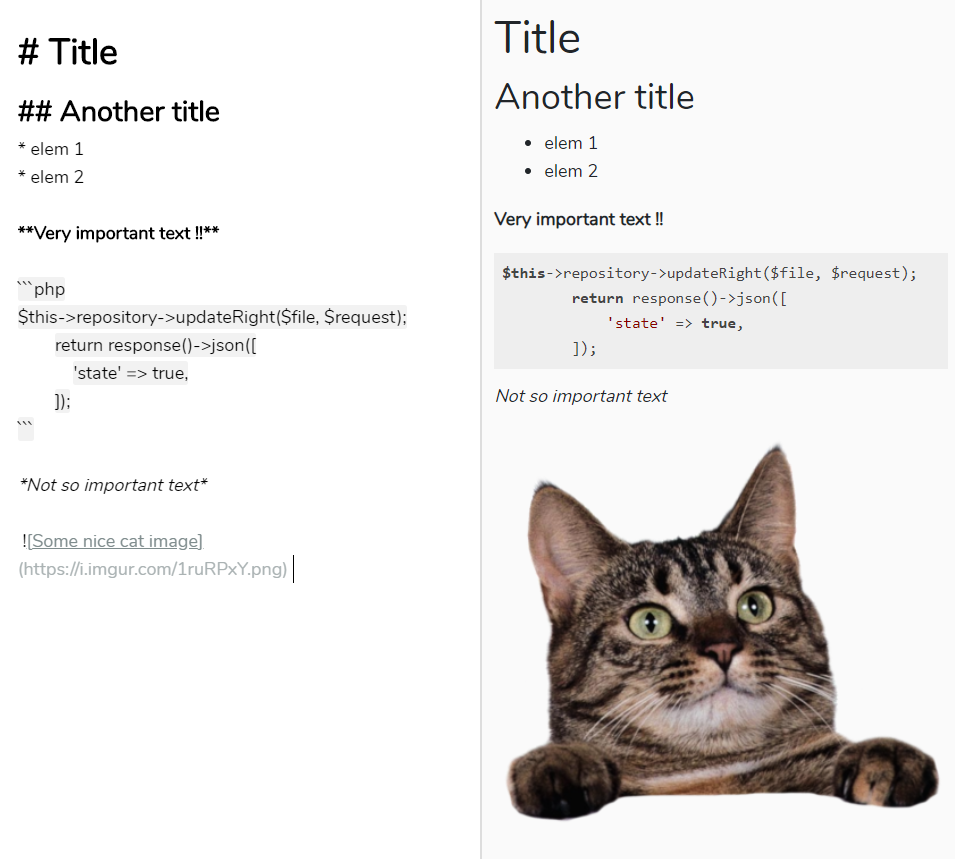 # Title
## Another title
* elem 1
* elem 2
**Very important text !!**
```php
$this->repository->updateRight($file, $request);
        return response()->json([
            'state' => true,
        ]);
```
*Not so important text*
![Some nice cat image]
(https://i.imgur.com/1ruRPxY.png)
Title
Another title
• elem 1
• elem 2
Very important text !!
$this->repository->updateRight($file, $request);
        return response()->json([
            'state' => true,
        ]);
Not so important text